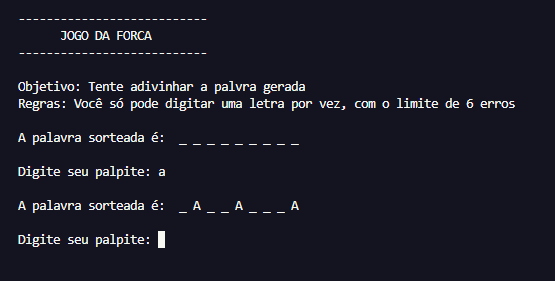 ---------------------------
JOGO DA FORCA
---------------------------
Objetivo: Tente adivinhar a palvra gerada
Regras: Você só pode digitar uma letra por vez, com o limite de 6 erros
A palavra sorteada é:  _ _ _ _ _ _ _ _ _
Digite seu palpite: a
A palavra sorteada é:  _ A _ _ A _ _ _ A
Digite seu palpite: